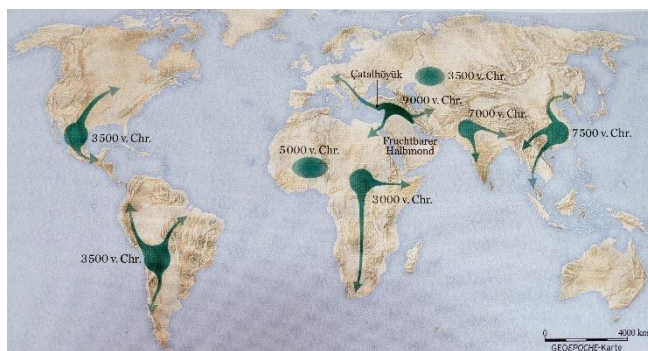 Çatalhöyük
3500 v. Chr.
9000 v. Chr.
7000 v. Chr.
3500 v. Chr.
5000 v. Chr.
Fruchtbarer
Halbmond
7500 v. Chr.
3000 v. Chr.
3500 v. Chr.
0 4000 km
GEOEPOCHE-Karte